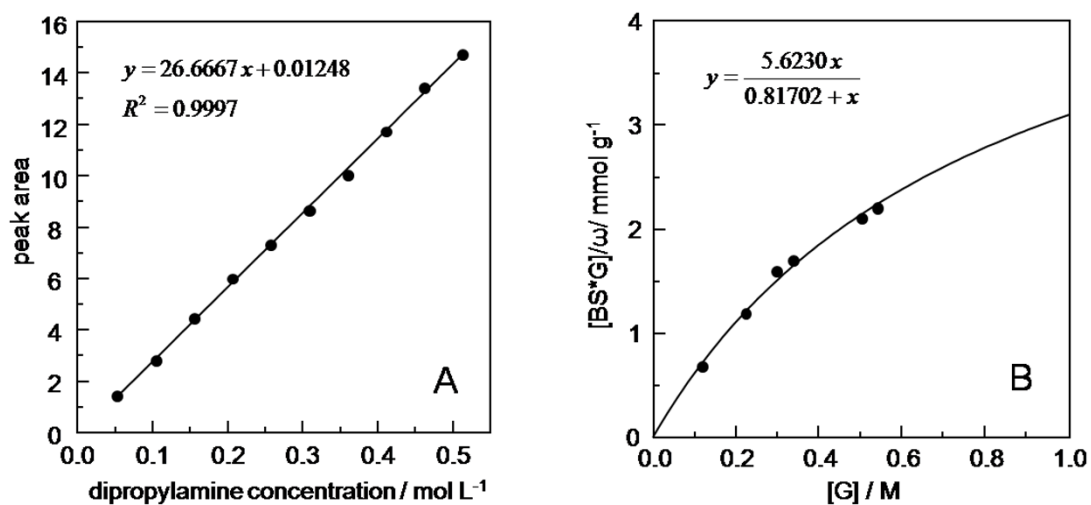 16
14
12
10
8
6
4
2
0
peak area
y = 26.6667 x + 0.01248
R² = 0.9997
A
0.0 0.1 0.2 0.3 0.4 0.5
dipropylamine concentration / mol L⁻¹
4
3
2
1
0
[BS*G]/ω/ mmol g⁻¹
5.6230 x
y =
0.81702 + x
B
0.0 0.2 0.4 0.6 0.8 1.0
[G] / M